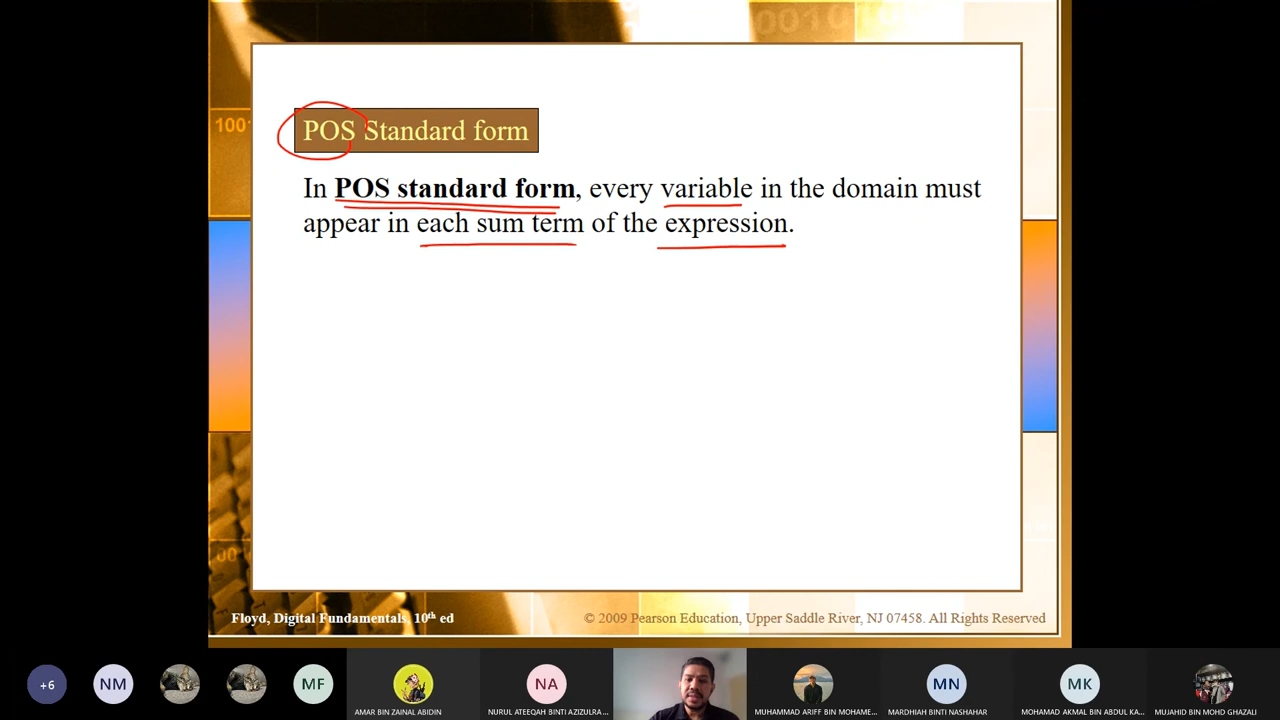 POS Standard form
In POS standard form, every variable in the domain must
appear in each sum term of the expression.
Floyd, Digital Fundamentals, 10th ed
© 2009 Pearson Education, Upper Saddle River, NJ 07458. All Rights Reserved
+6
NM
MF
NA
MN
MK
AMAR BIN ZAINAL ABIDIN
NURUL ATEEQAH BINTI AZIZULRA ...
MUHAMMAD ARIFF BIN MOHAME...
MARDHIAH BINTI NASHAHAR
MOHAMAD AKMAL BIN ABDUL KA...
MUJAHID BIN MOHD GHAZALI